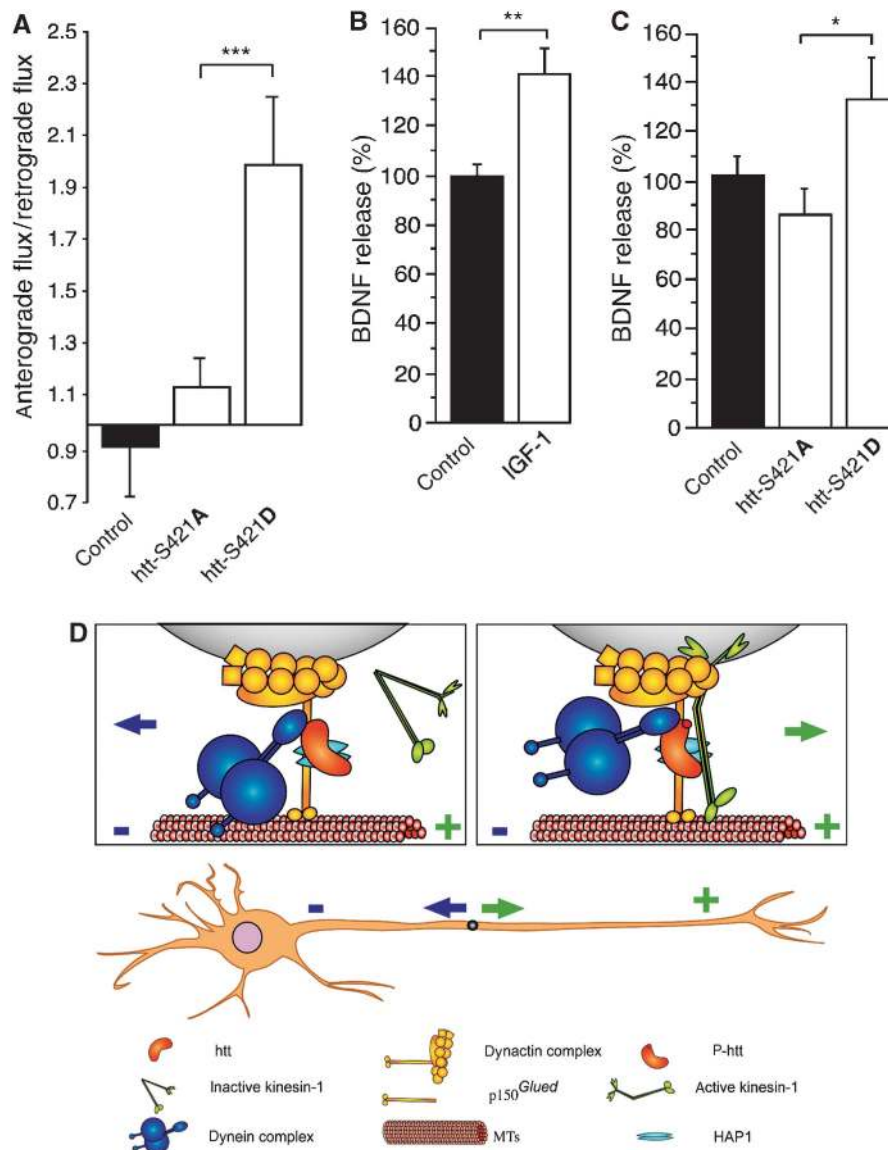 A
Anterograde flux/retrograde flux
2.5
2.3
2.1
1.9
1.7
1.5
1.3
1.1
0.9
0.7
***
Control
htt-S421A
htt-S421D
B
BDNF release (%)
160
140
120
100
80
60
40
20
0
**
Control
IGF-1
C
BDNF release (%)
160
140
120
100
80
60
40
20
0
*
Control
htt-S421A
htt-S421D
D
- +
- +
- +
htt
Dynactin complex
P-htt
Inactive kinesin-1
p150Glued
Active kinesin-1
Dynein complex
MTs
HAP1